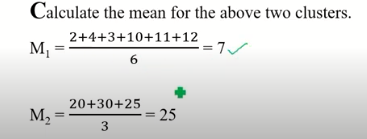 Calculate the mean for the above two clusters.
M₁ = (2+4+3+10+11+12)/6 = 7
M₂ = (20+30+25)/3 = 25